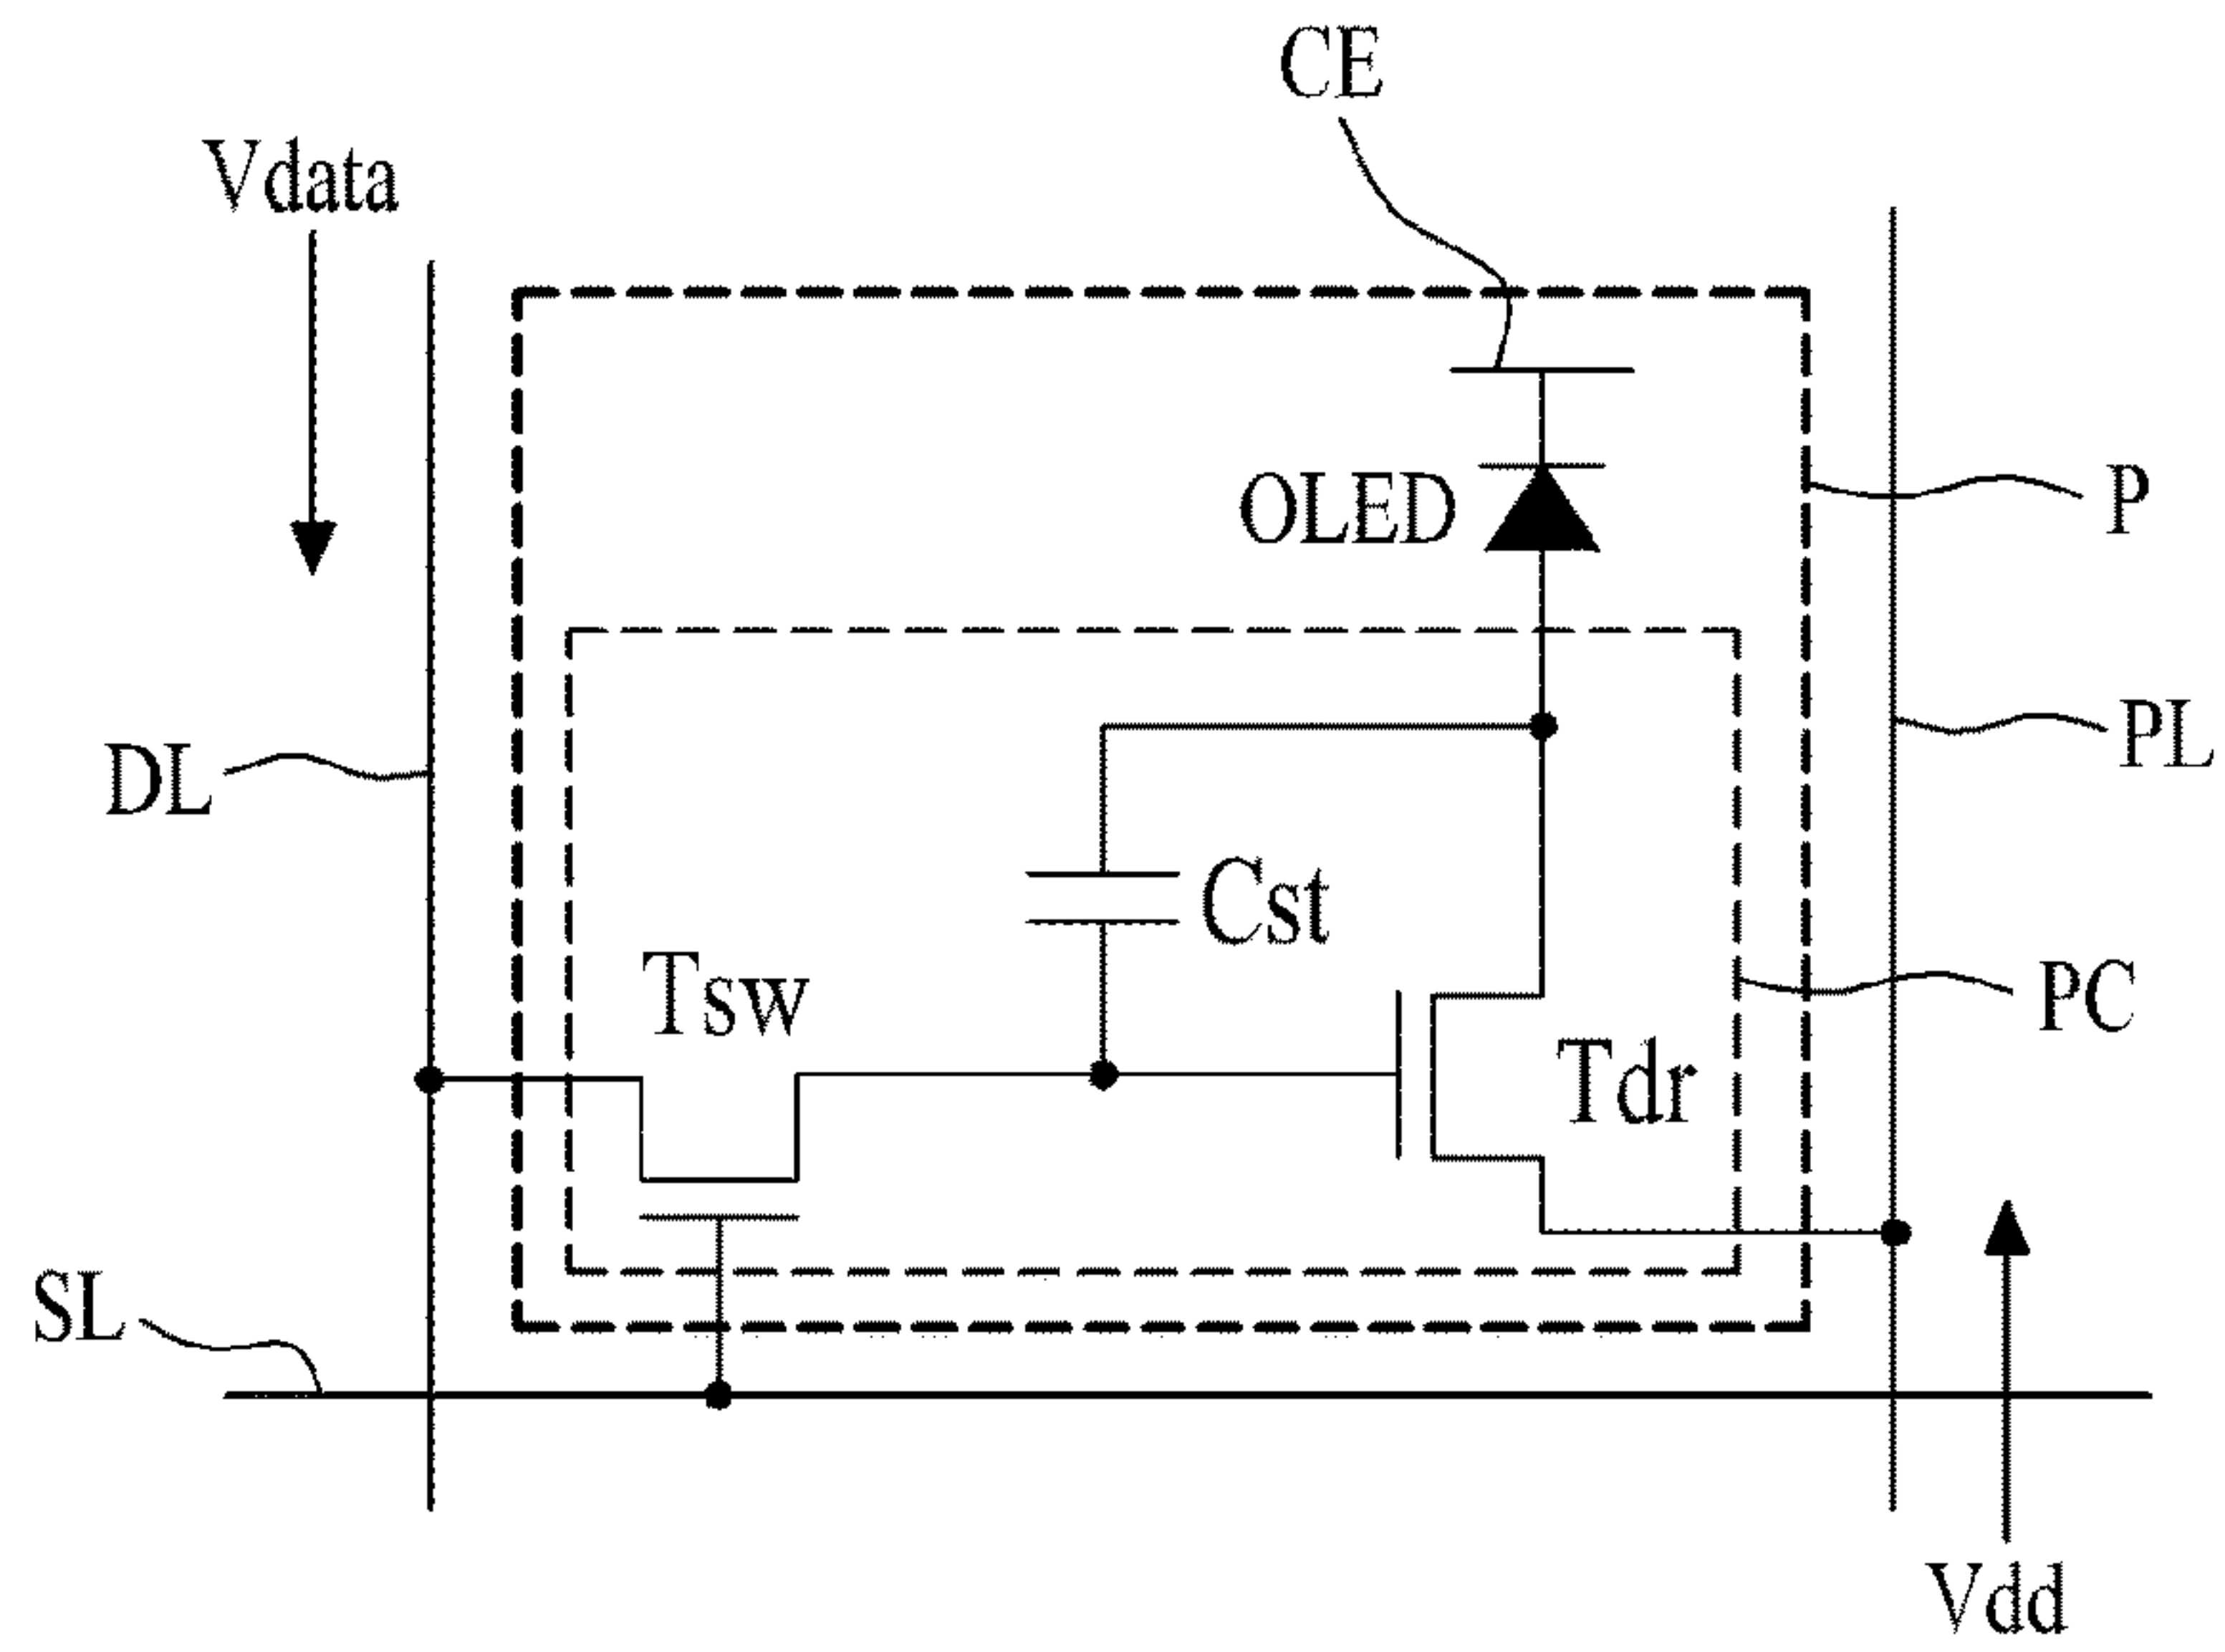 CE
Vdata
OLED
P
PL
DL
Cst
Tsw
PC
Tdr
SL
Vdd